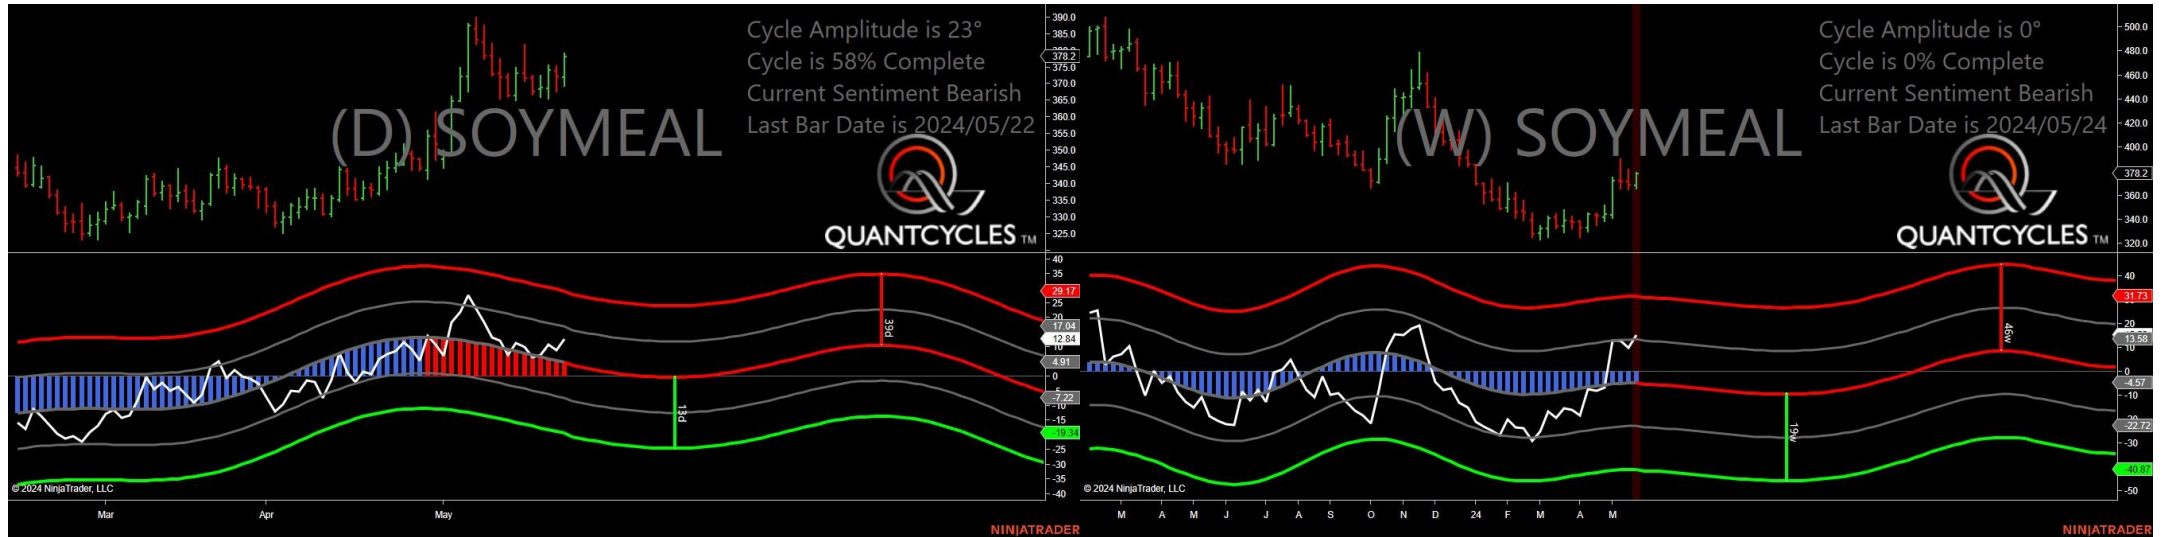 Cycle Amplitude is 23°
Cycle is 58% Complete
Current Sentiment Bearish
Last Bar Date is 2024/05/22
(D) SOYMEAL
QUANTCYCLES TM
390.0
385.0
378.2
375.0
370.0
365.0
360.0
355.0
350.0
345.0
340.0
335.0
330.0
325.0
40
35
29.17
25
20
17.04
12.84
10
4.91
0
-7.22
-10
-15
-19.34
-25
-30
-35
-40
39d
13d
© 2024 NinjaTrader, LLC
Mar Apr May
NINJATRADER
Cycle Amplitude is 0°
Cycle is 0% Complete
Current Sentiment Bearish
Last Bar Date is 2024/05/24
(W) SOYMEAL
QUANTCYCLES TM
500.0
480.0
460.0
440.0
420.0
400.0
378.2
360.0
340.0
320.0
40
31.73
20
13.58
10
0
-4.57
-22.72
-30
-40.87
-50
46w
19w
© 2024 NinjaTrader, LLC
M A M J J A S O N D 24 F M A M
NINJATRADER